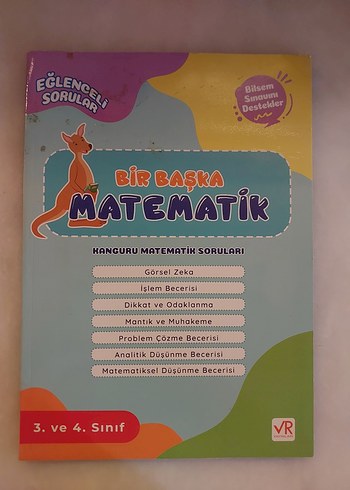 EĞLENCELİ
SORULAR
Bilsem
Sınavını
Destekler
BİR BAŞKA
MATEMATİK
KANGURU MATEMATİK SORULARI
Görsel Zeka
İşlem Becerisi
Dikkat ve Odaklanma
Mantık ve Muhakeme
Problem Çözme Becerisi
Analitik Düşünme Becerisi
Matematiksel Düşünme Becerisi
3. ve 4. Sınıf
VR